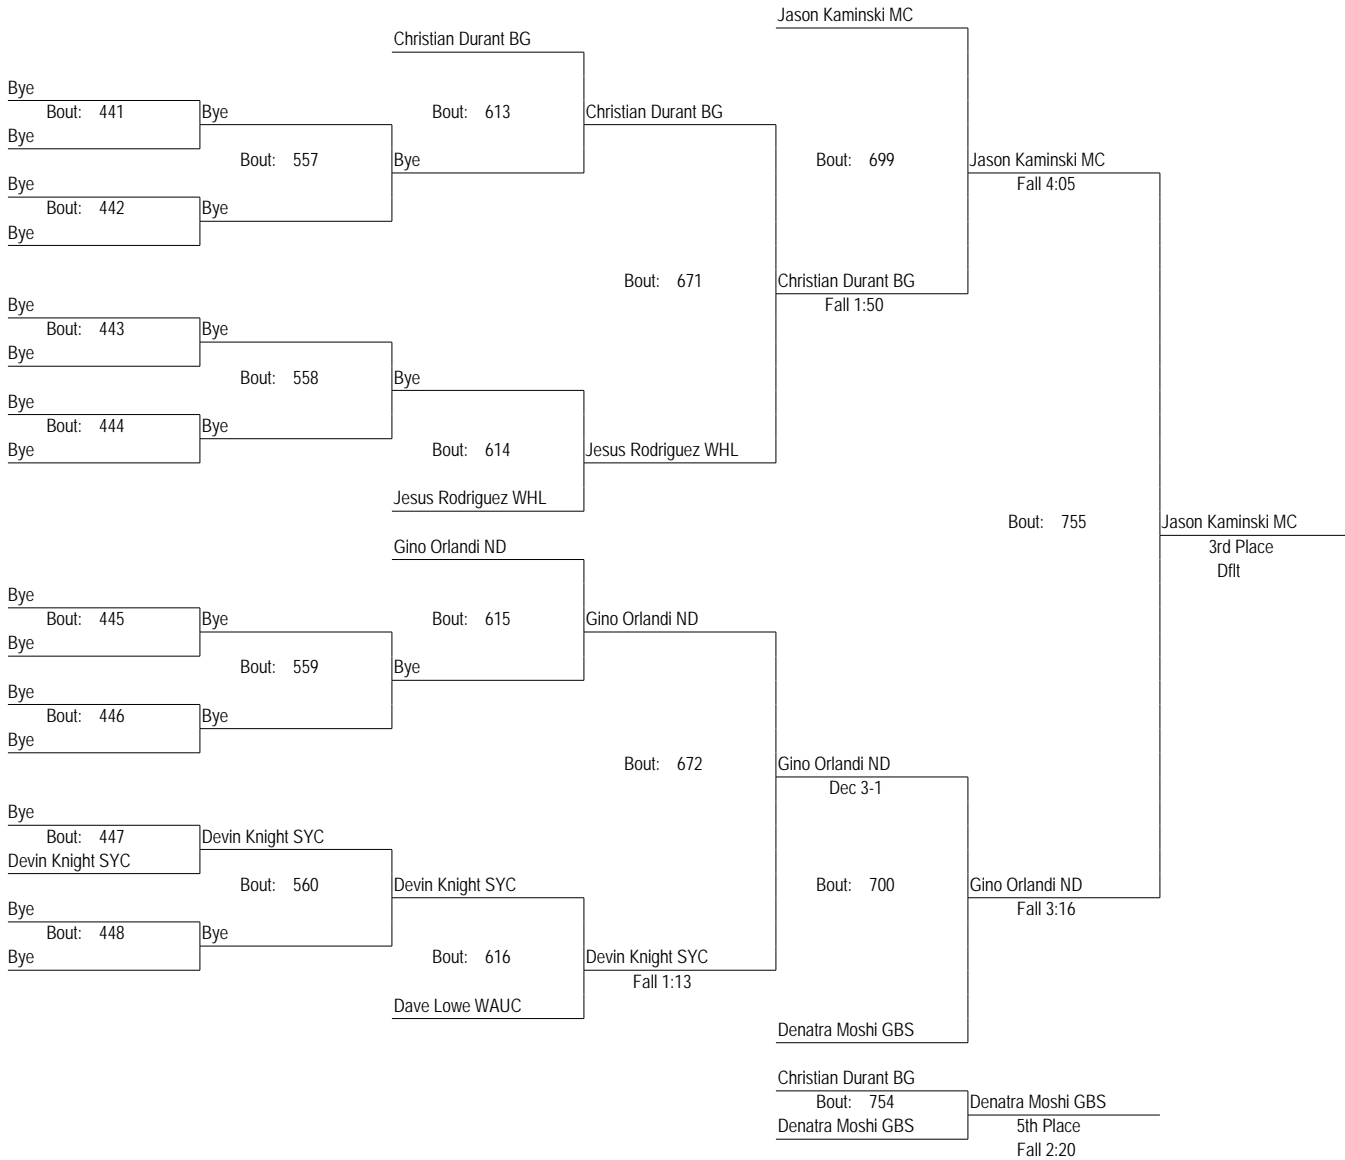 Jason Kaminski MC
Christian Durant BG
Bye
Bout: 441
Bye
Bout: 613
Christian Durant BG
Bye
Bout: 557
Bye
Bout: 699
Jason Kaminski MC
Fall 4:05
Bye
Bout: 442
Bye
Bye
Bout: 671
Christian Durant BG
Fall 1:50
Bye
Bout: 443
Bye
Bye
Bout: 558
Bye
Bye
Bout: 444
Bye
Bye
Bout: 614
Jesus Rodriguez WHL
Jesus Rodriguez WHL
Bout: 755
Jason Kaminski MC
3rd Place
Dflt
Gino Orlandi ND
Bye
Bout: 445
Bye
Bout: 615
Gino Orlandi ND
Bye
Bout: 559
Bye
Bye
Bout: 446
Bye
Bye
Bout: 672
Gino Orlandi ND
Dec 3-1
Bye
Bout: 447
Devin Knight SYC
Devin Knight SYC
Bout: 560
Devin Knight SYC
Bout: 700
Gino Orlandi ND
Fall 3:16
Bye
Bout: 448
Bye
Bye
Bout: 616
Devin Knight SYC
Fall 1:13
Dave Lowe WAUC
Denatra Moshi GBS
Christian Durant BG
Bout: 754
Denatra Moshi GBS
Denatra Moshi GBS
5th Place
Fall 2:20